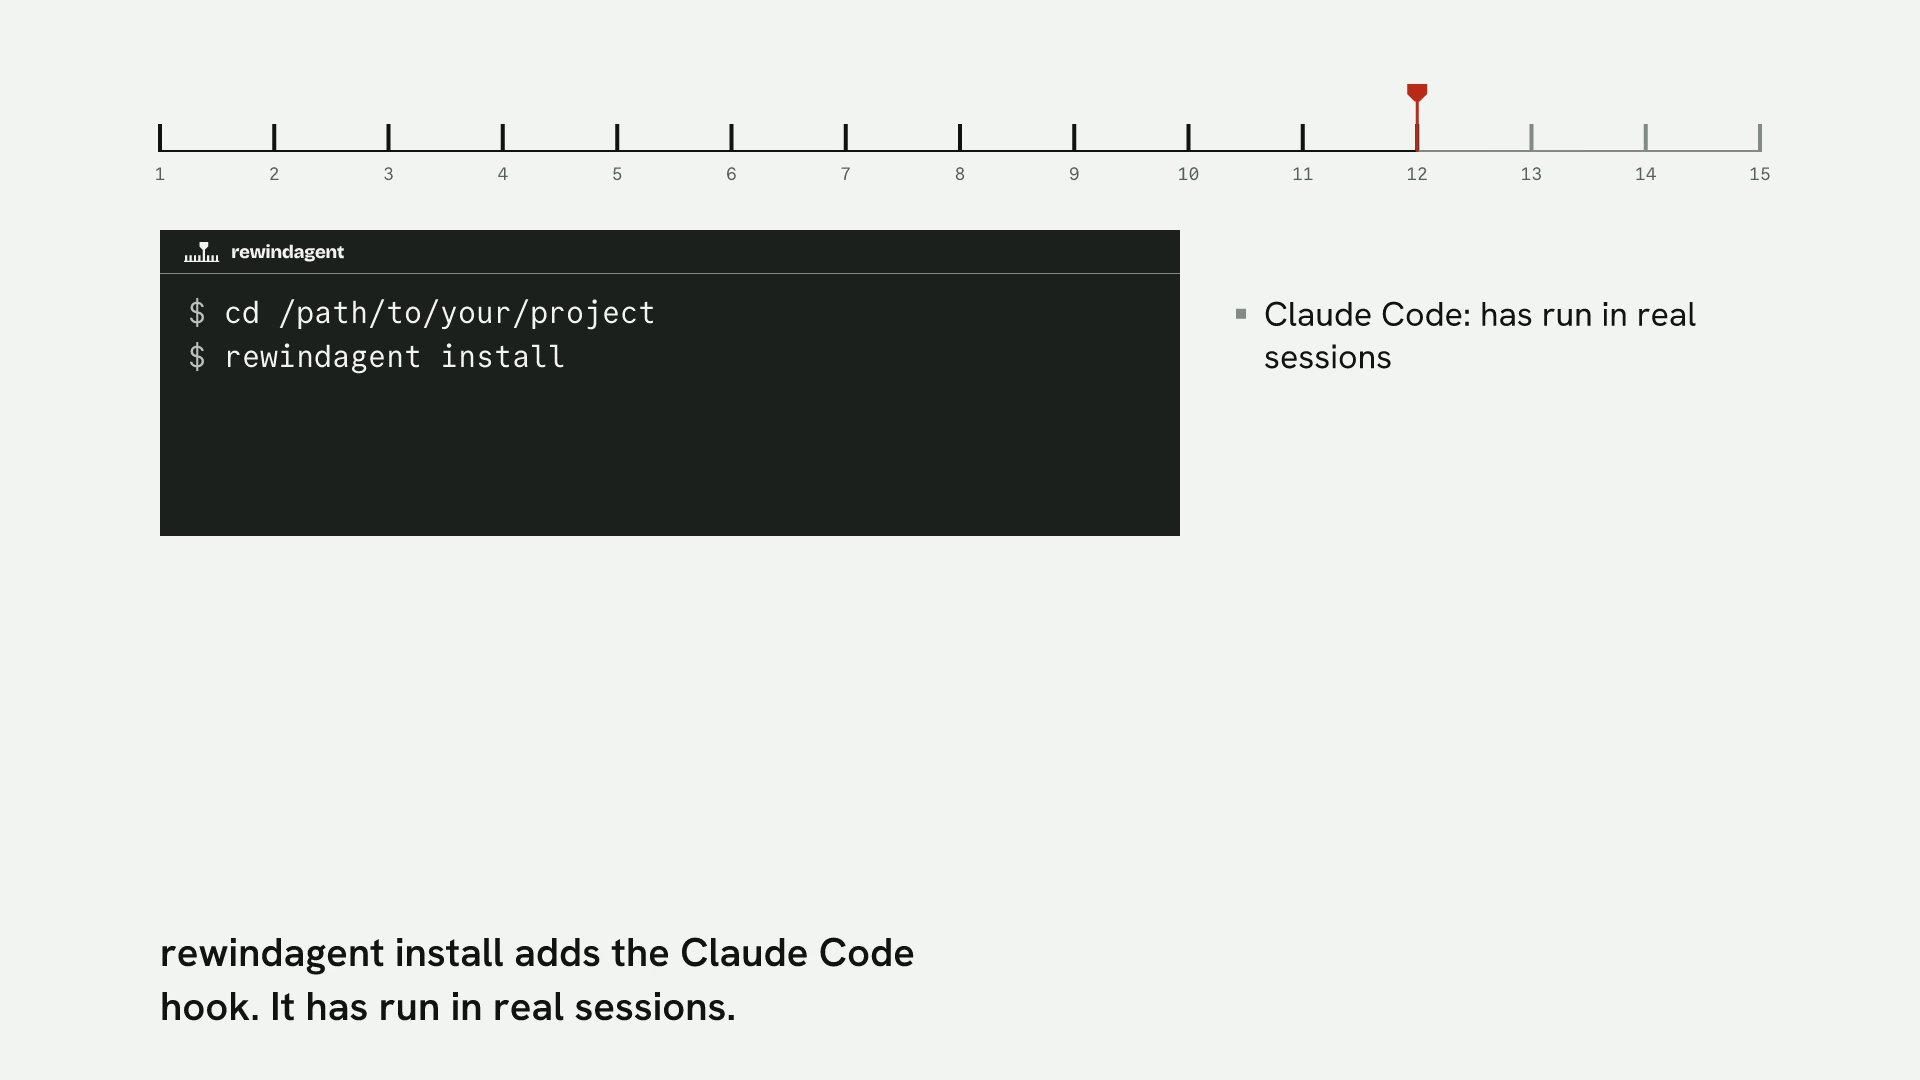 1 2 3 4 5 6 7 8 9 10 11 12 13 14 15
rewindagent
$ cd /path/to/your/project
$ rewindagent install
Claude Code: has run in real
sessions
rewindagent install adds the Claude Code
hook. It has run in real sessions.